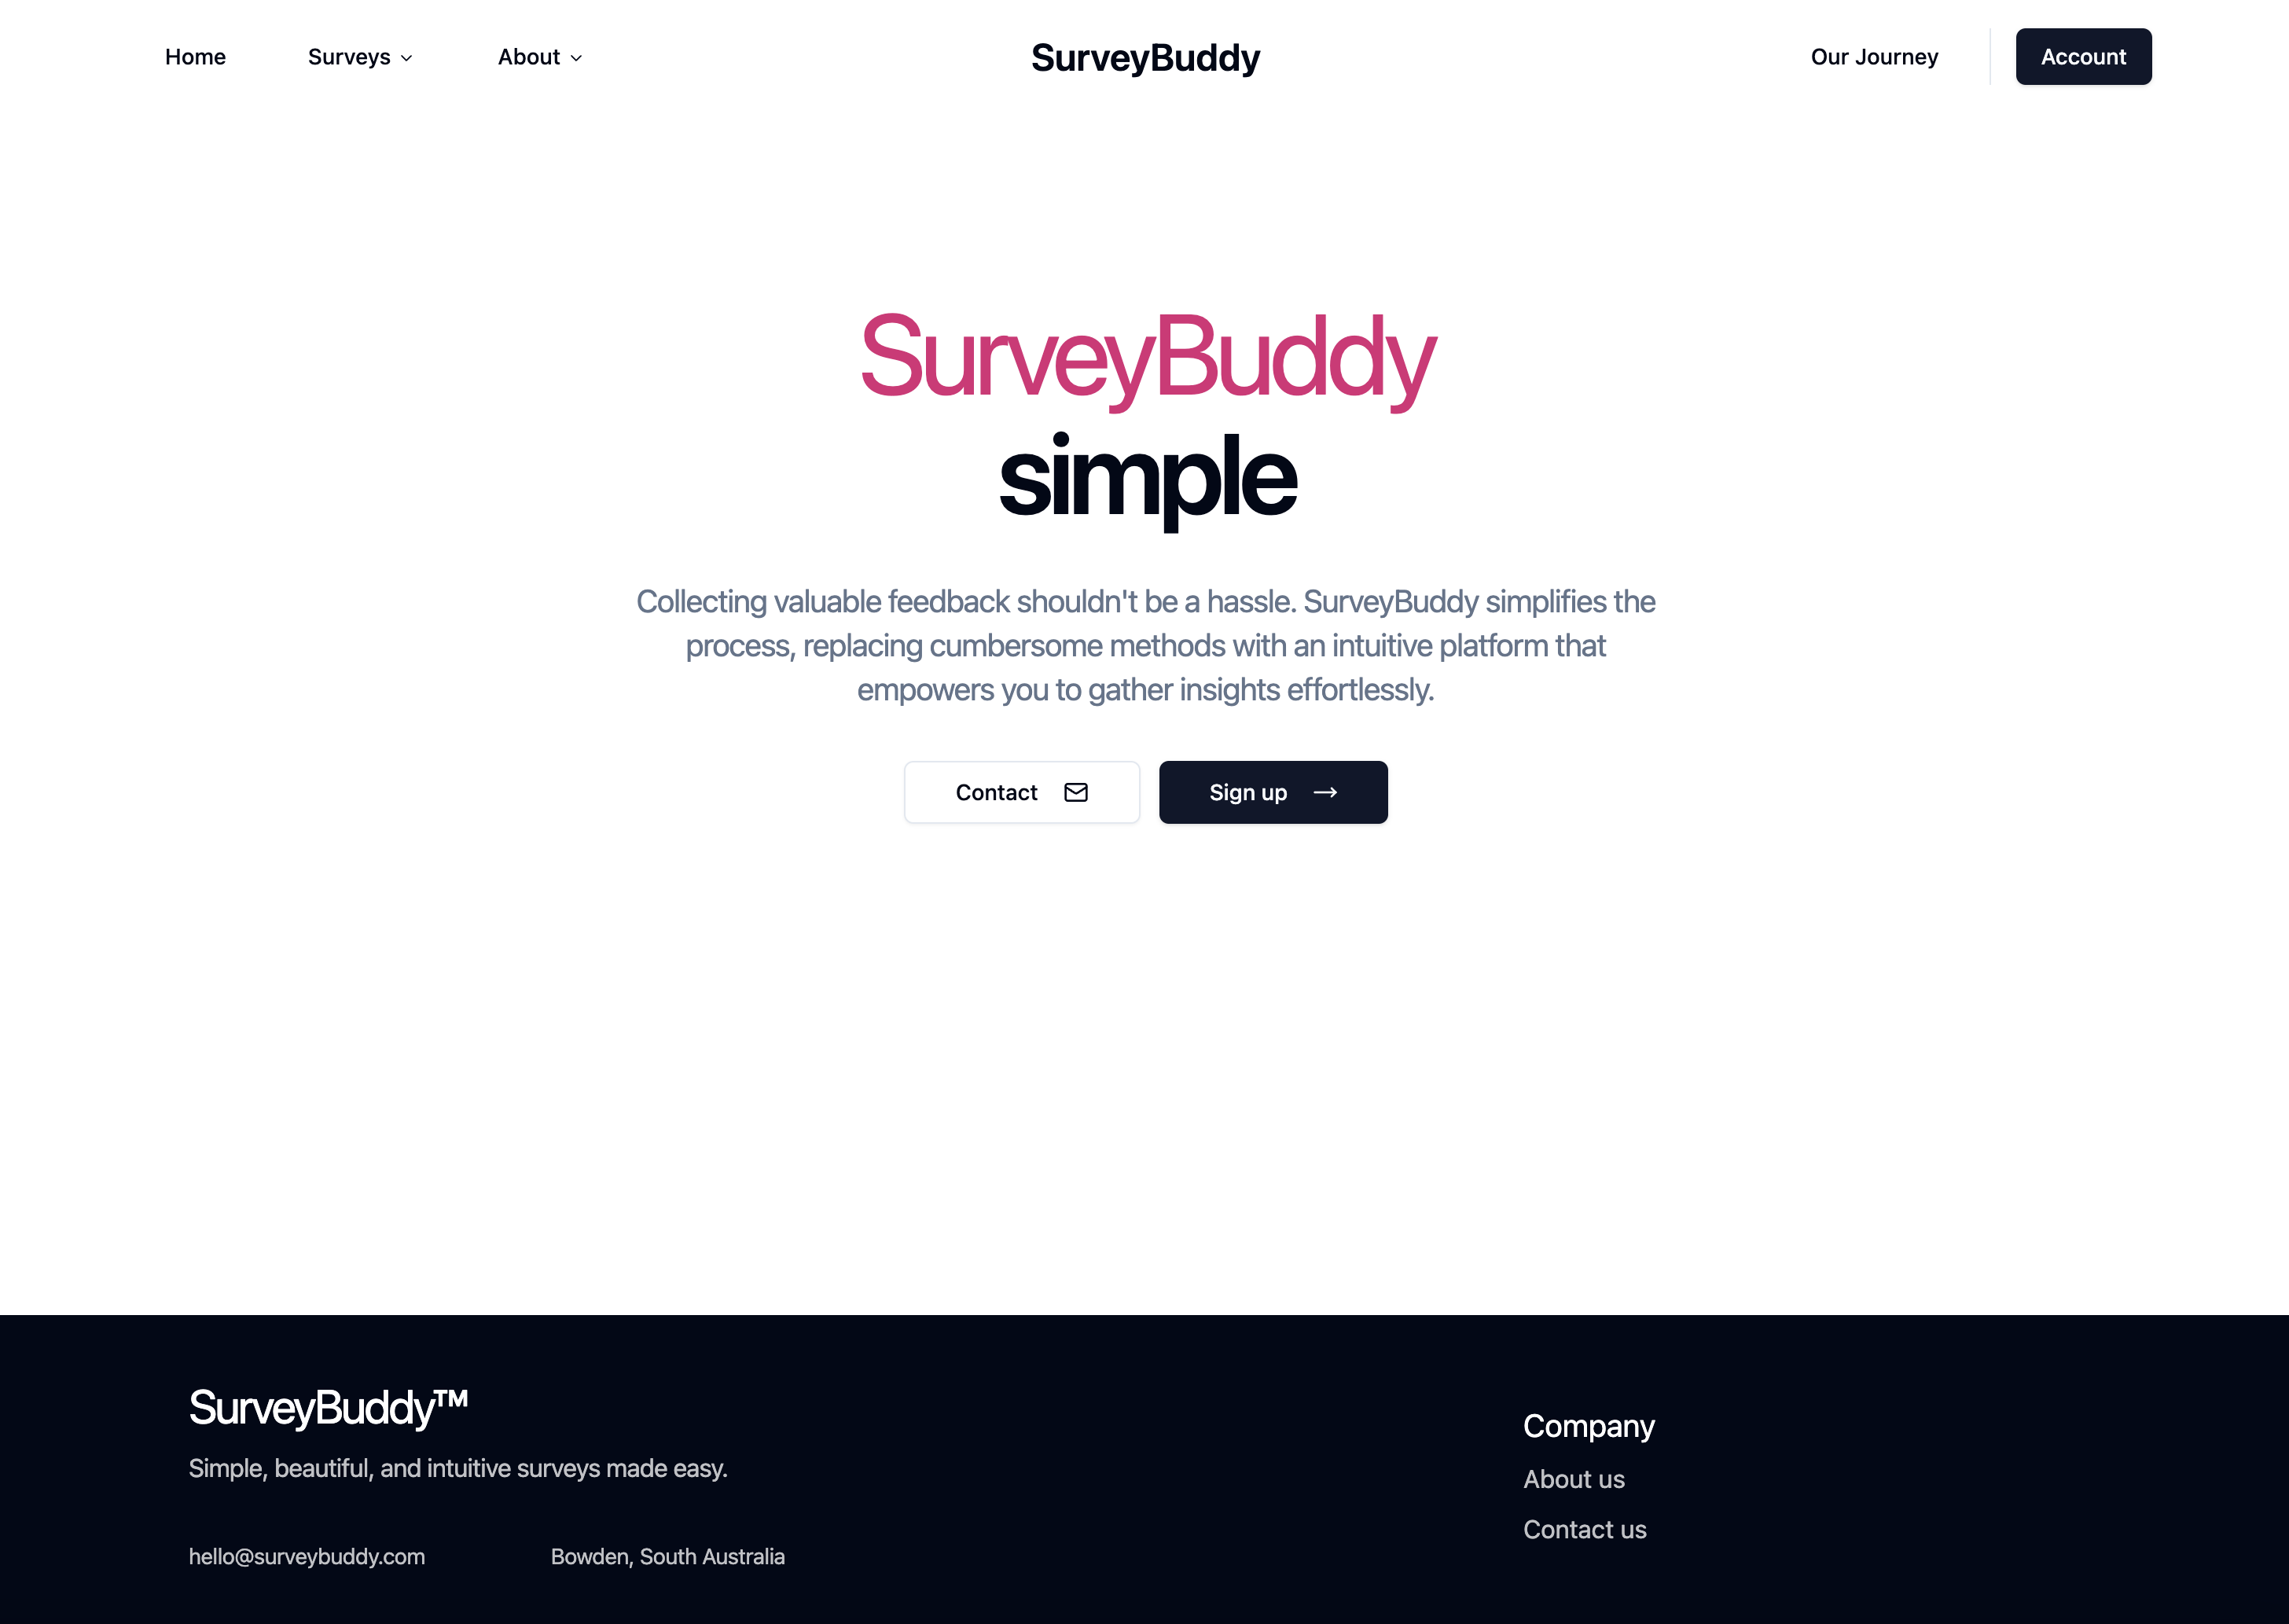 Home
Surveys
About
SurveyBuddy
Our Journey
Account
SurveyBuddy
simple
Collecting valuable feedback shouldn't be a hassle. SurveyBuddy simplifies the
process, replacing cumbersome methods with an intuitive platform that
empowers you to gather insights effortlessly.
Contact
Sign up
SurveyBuddy™
Simple, beautiful, and intuitive surveys made easy.
hello@surveybuddy.com
Bowden, South Australia
Company
About us
Contact us